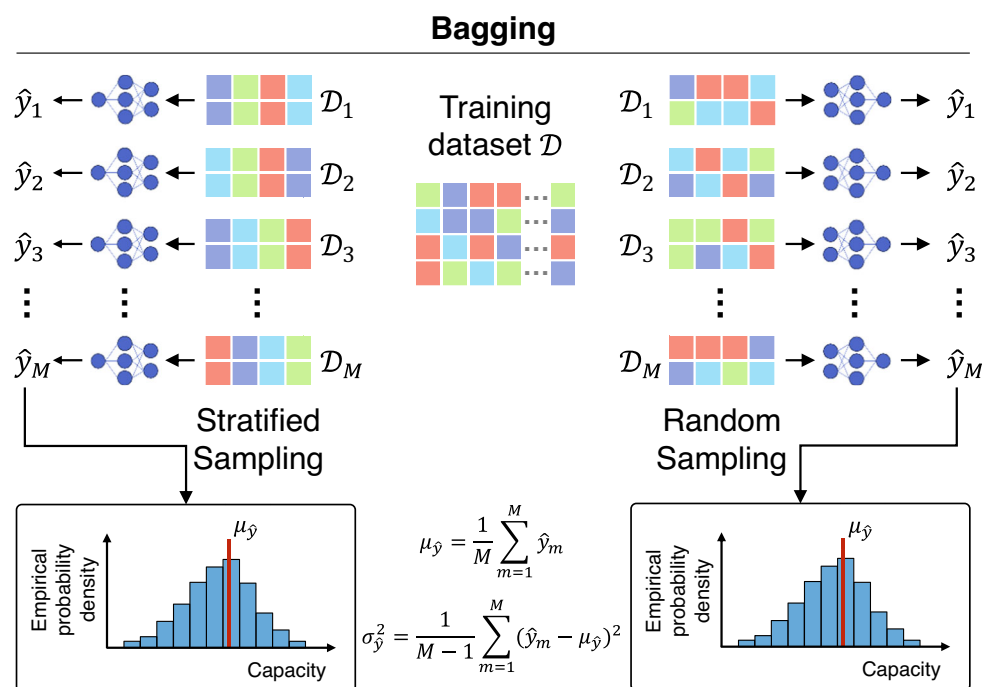 Bagging
ŷ₁
𝒟₁
ŷ₂
𝒟₂
ŷ₃
𝒟₃
⋮ ⋮ ⋮
ŷ_M
𝒟_M
Stratified
Sampling
Training
dataset 𝒟
...
...
...
...
𝒟₁
ŷ₁
𝒟₂
ŷ₂
𝒟₃
ŷ₃
⋮ ⋮ ⋮
𝒟_M
ŷ_M
Random
Sampling
Empirical
probability
density
μ_ŷ
Capacity
μ_ŷ = 1/M ∑_{m=1}^{M} ŷ_m
σ²_ŷ = 1/(M − 1) ∑_{m=1}^{M} (ŷ_m − μ_ŷ)²
Empirical
probability
density
μ_ŷ
Capacity